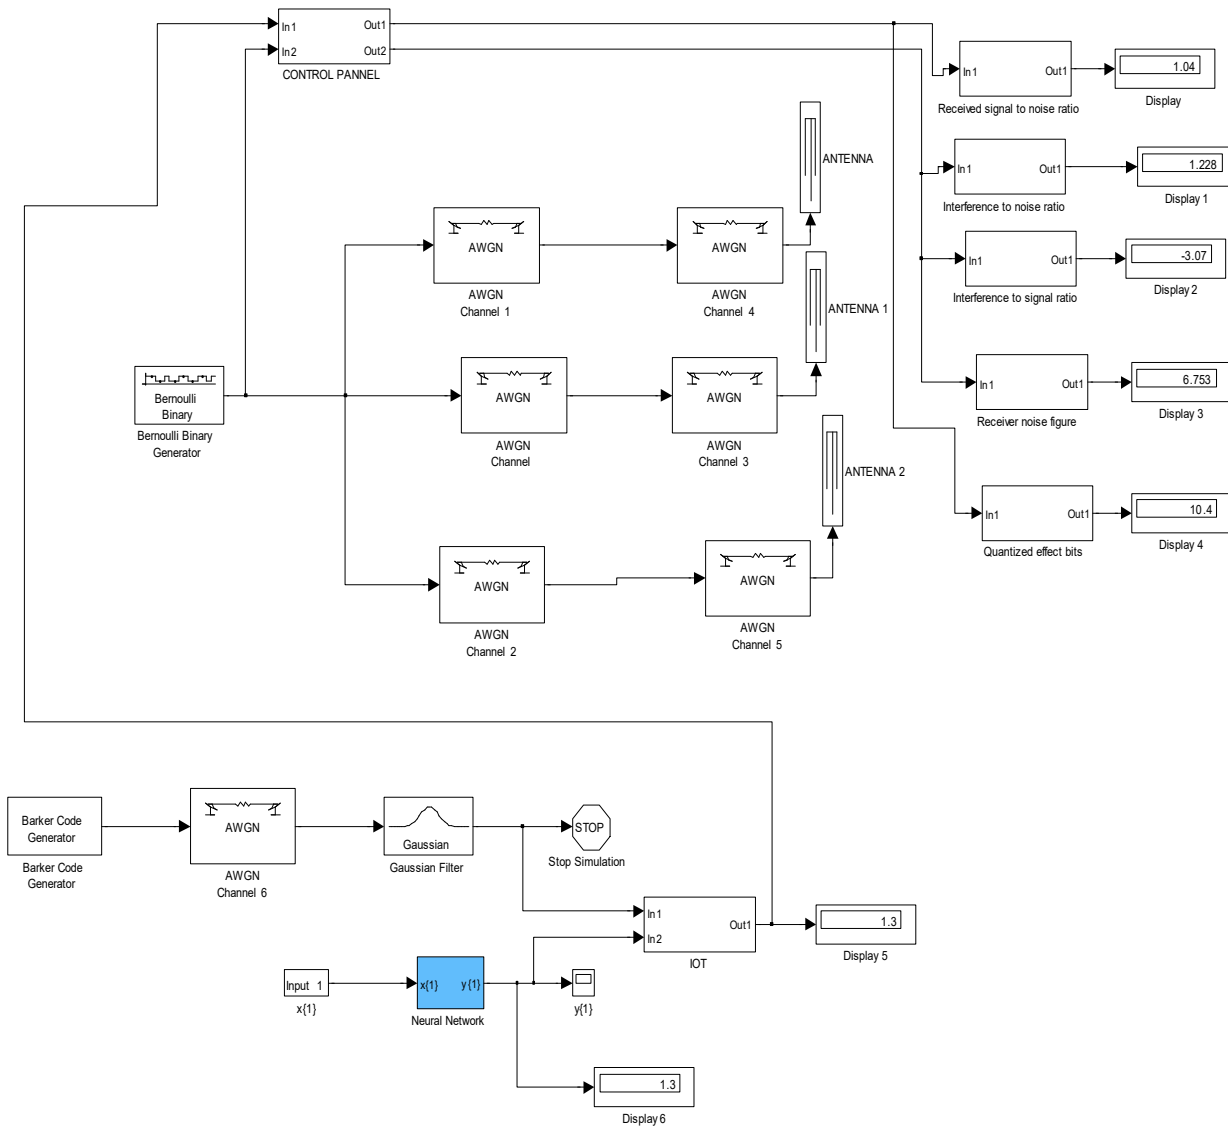 In1
In2
Out1
Out2
CONTROL PANNEL
In1
Out1
Received signal to noise ratio
1.04
Display
In1
Out1
Interference to noise ratio
1.228
Display 1
In1
Out1
Interference to signal ratio
-3.07
Display 2
In1
Out1
Receiver noise figure
6.753
Display 3
In1
Out1
Quantized effect bits
10.4
Display 4
ANTENNA
AWGN
AWGN
Channel 1
AWGN
AWGN
Channel 4
ANTENNA 1
Bernoulli
Binary
Bernoulli Binary
Generator
AWGN
AWGN
Channel
AWGN
AWGN
Channel 3
ANTENNA 2
AWGN
AWGN
Channel 2
AWGN
AWGN
Channel 5
Barker Code
Generator
Barker Code
Generator
AWGN
AWGN
Channel 6
Gaussian
Gaussian Filter
STOP
Stop Simulation
In1
In2
Out1
IOT
1.3
Display 5
Input 1
x{1}
x{1}
y{1}
Neural Network
y{1}
1.3
Display 6